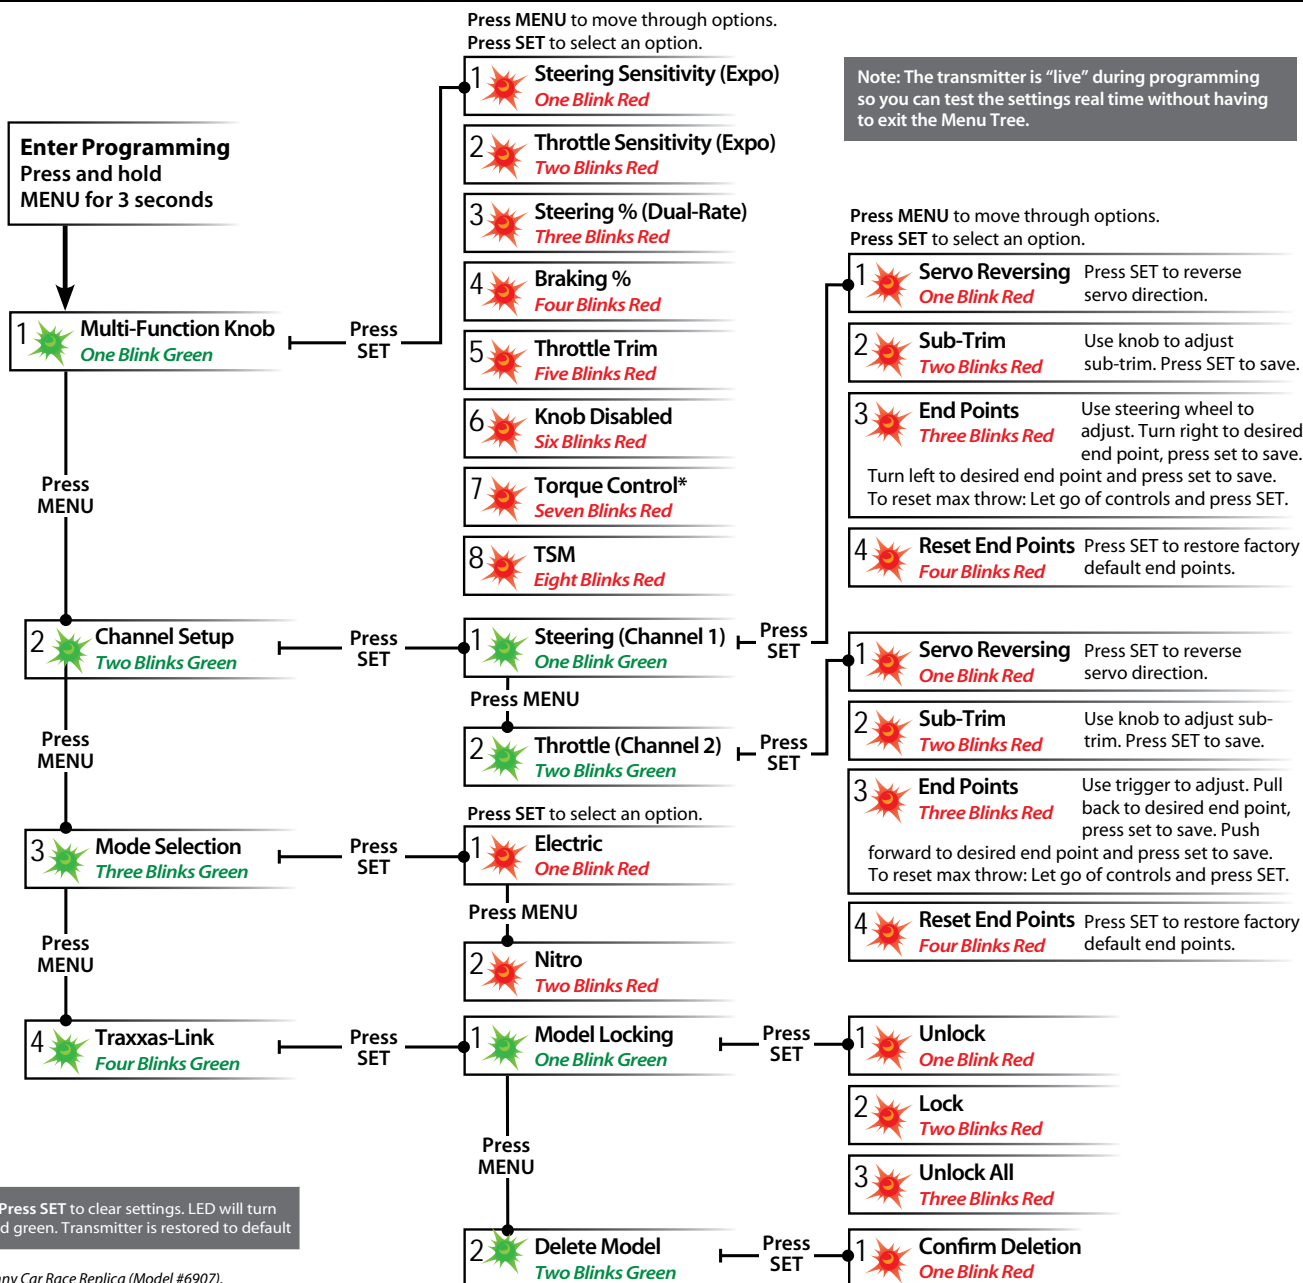 Press MENU to move through options.
Press SET to select an option.
1 Steering Sensitivity (Expo)
One Blink Red
2 Throttle Sensitivity (Expo)
Two Blinks Red
3 Steering % (Dual-Rate)
Three Blinks Red
4 Braking %
Four Blinks Red
5 Throttle Trim
Five Blinks Red
6 Knob Disabled
Six Blinks Red
7 Torque Control*
Seven Blinks Red
8 TSM
Eight Blinks Red
Note: The transmitter is “live” during programming
so you can test the settings real time without having
to exit the Menu Tree.
Enter Programming
Press and hold
MENU for 3 seconds
1 Multi-Function Knob
One Blink Green
Press
SET
Press
MENU
2 Channel Setup
Two Blinks Green
Press
SET
1 Steering (Channel 1)
One Blink Green
Press
SET
Press MENU
2 Throttle (Channel 2)
Two Blinks Green
Press
SET
Press MENU to move through options.
Press SET to select an option.
1 Servo Reversing Press SET to reverse
One Blink Red servo direction.
2 Sub-Trim Use knob to adjust
Two Blinks Red sub-trim. Press SET to save.
3 End Points Use steering wheel to
Three Blinks Red adjust. Turn right to desired
end point, press set to save.
Turn left to desired end point and press set to save.
To reset max throw: Let go of controls and press SET.
4 Reset End Points Press SET to restore factory
Four Blinks Red default end points.
1 Servo Reversing Press SET to reverse
One Blink Red servo direction.
2 Sub-Trim Use knob to adjust sub-
Two Blinks Red trim. Press SET to save.
3 End Points Use trigger to adjust. Pull
Three Blinks Red back to desired end point,
press set to save. Push
forward to desired end point and press set to save.
To reset max throw: Let go of controls and press SET.
4 Reset End Points Press SET to restore factory
Four Blinks Red default end points.
Press
MENU
3 Mode Selection
Three Blinks Green
Press
SET
Press SET to select an option.
1 Electric
One Blink Red
Press MENU
2 Nitro
Two Blinks Red
Press
MENU
4 Traxxas-Link
Four Blinks Green
Press
SET
1 Model Locking
One Blink Green
Press
SET
1 Unlock
One Blink Red
2 Lock
Two Blinks Red
3 Unlock All
Three Blinks Red
Press
MENU
2 Delete Model
Two Blinks Green
Press
SET
1 Confirm Deletion
One Blink Red
Press SET to clear settings. LED will turn
d green. Transmitter is restored to default
nny Car Race Replica (Model #6907).